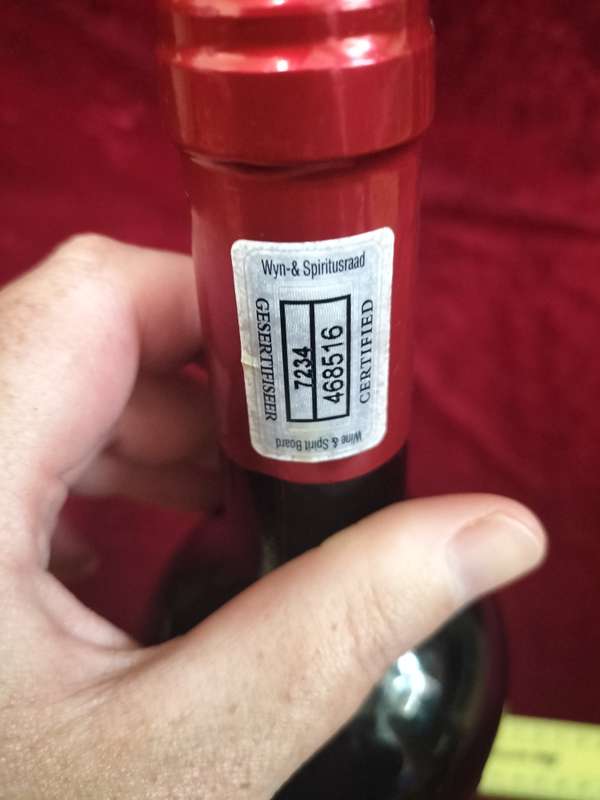 Wyn-& Spiritusraad
GESERTIFISEER
7234
468516
CERTIFIED
Wine & Spirit Board